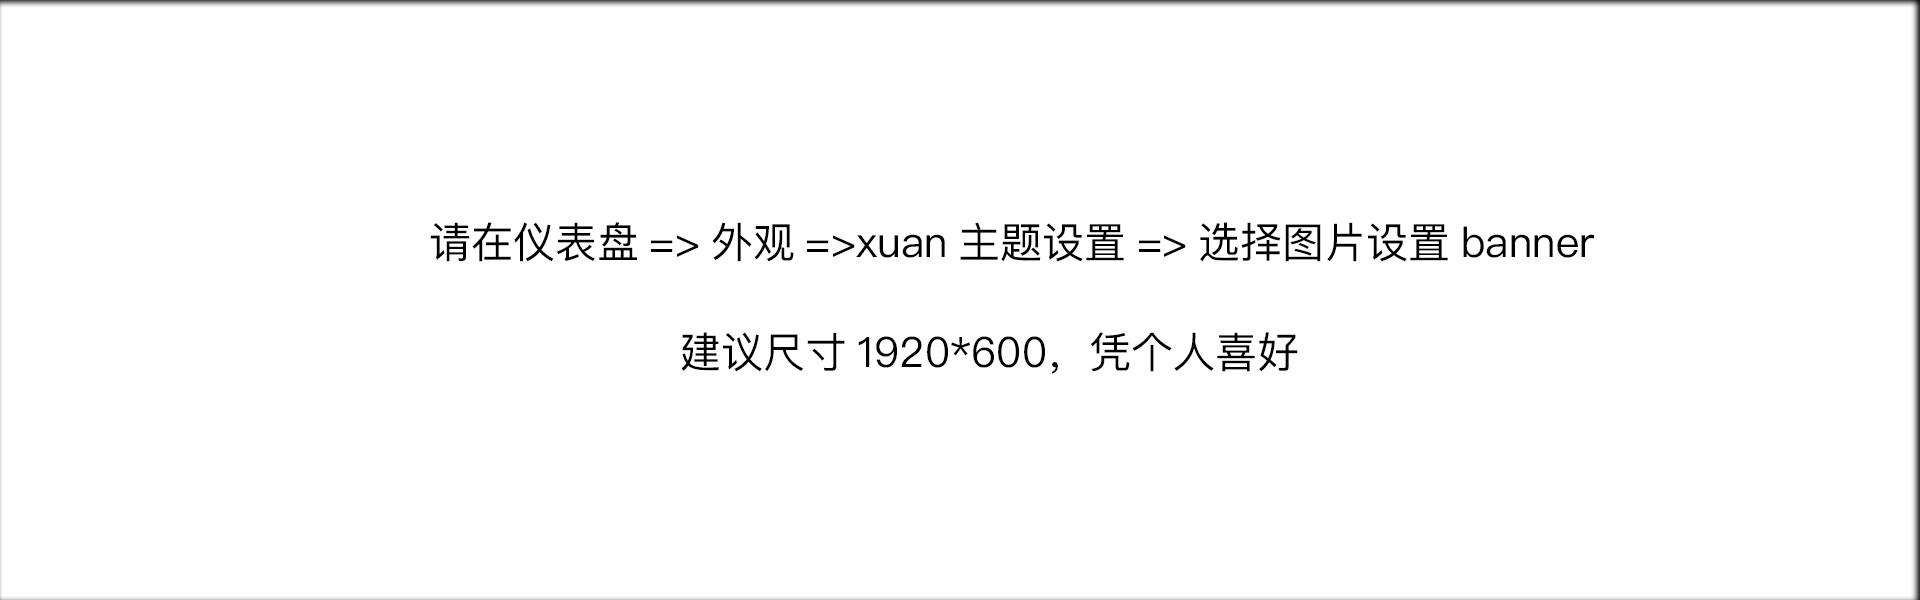 请在仪表盘 => 外观 =>xuan 主题设置 => 选择图片设置 banner
建议尺寸 1920*600，凭个人喜好